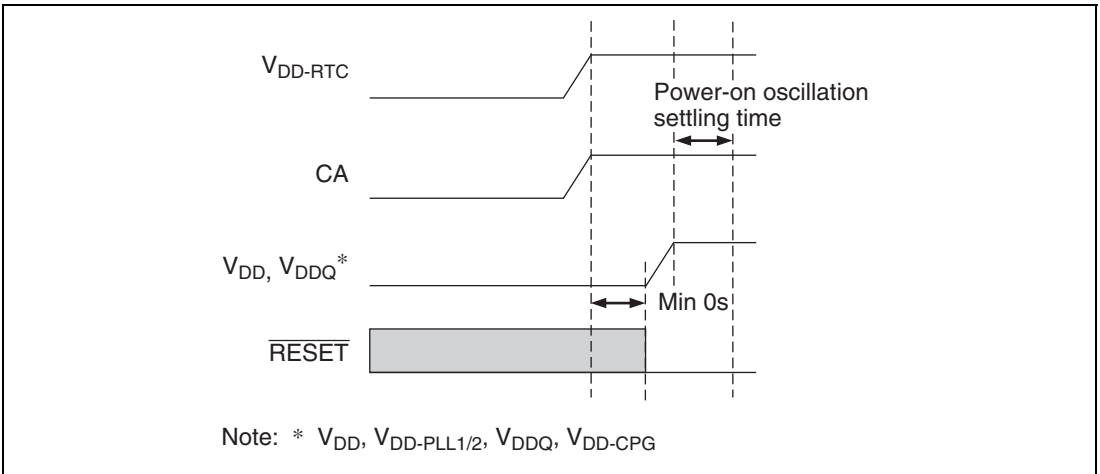 VDD-RTC
Power-on oscillation
settling time
CA
VDD, VDDQ*
Min 0s
RESET
Note: * VDD, VDD-PLL1/2, VDDQ, VDD-CPG